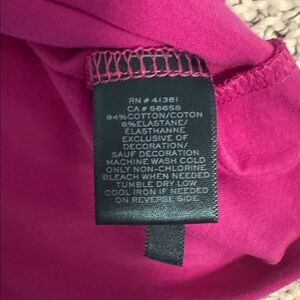 RN # 41381
CA # 56658
94% COTTON/COTON
6% ELASTANE/
ÉLASTHANNE
EXCLUSIVE OF
DECORATION/
SAUF DECORATION
MACHINE WASH COLD
ONLY NON-CHLORINE
BLEACH WHEN NEEDED
TUMBLE DRY LOW
COOL IRON IF NEEDED
ON REVERSE SIDE